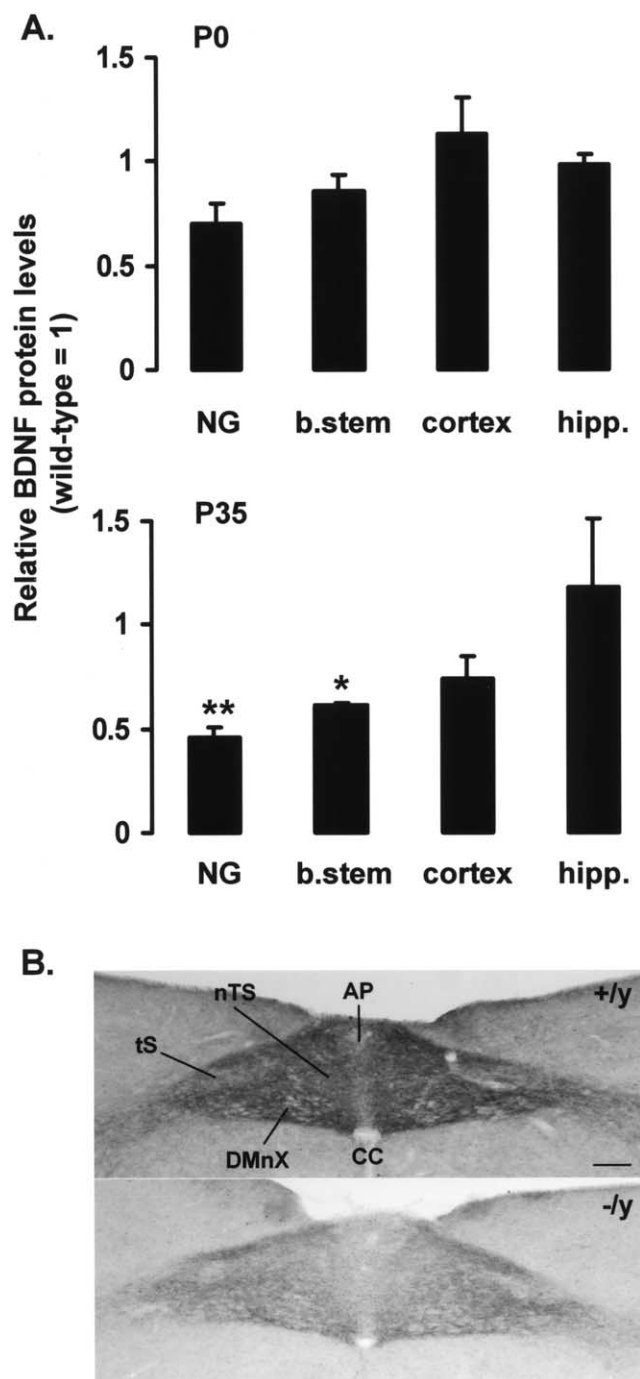 A.
P0
Relative BDNF protein levels
(wild-type = 1)
1.5
1
0.5
0
NG b.stem cortex hipp.
P35
1.5
1
0.5
0
** *
NG b.stem cortex hipp.
B.
nTS AP +/y
tS
DMnX CC
-/y